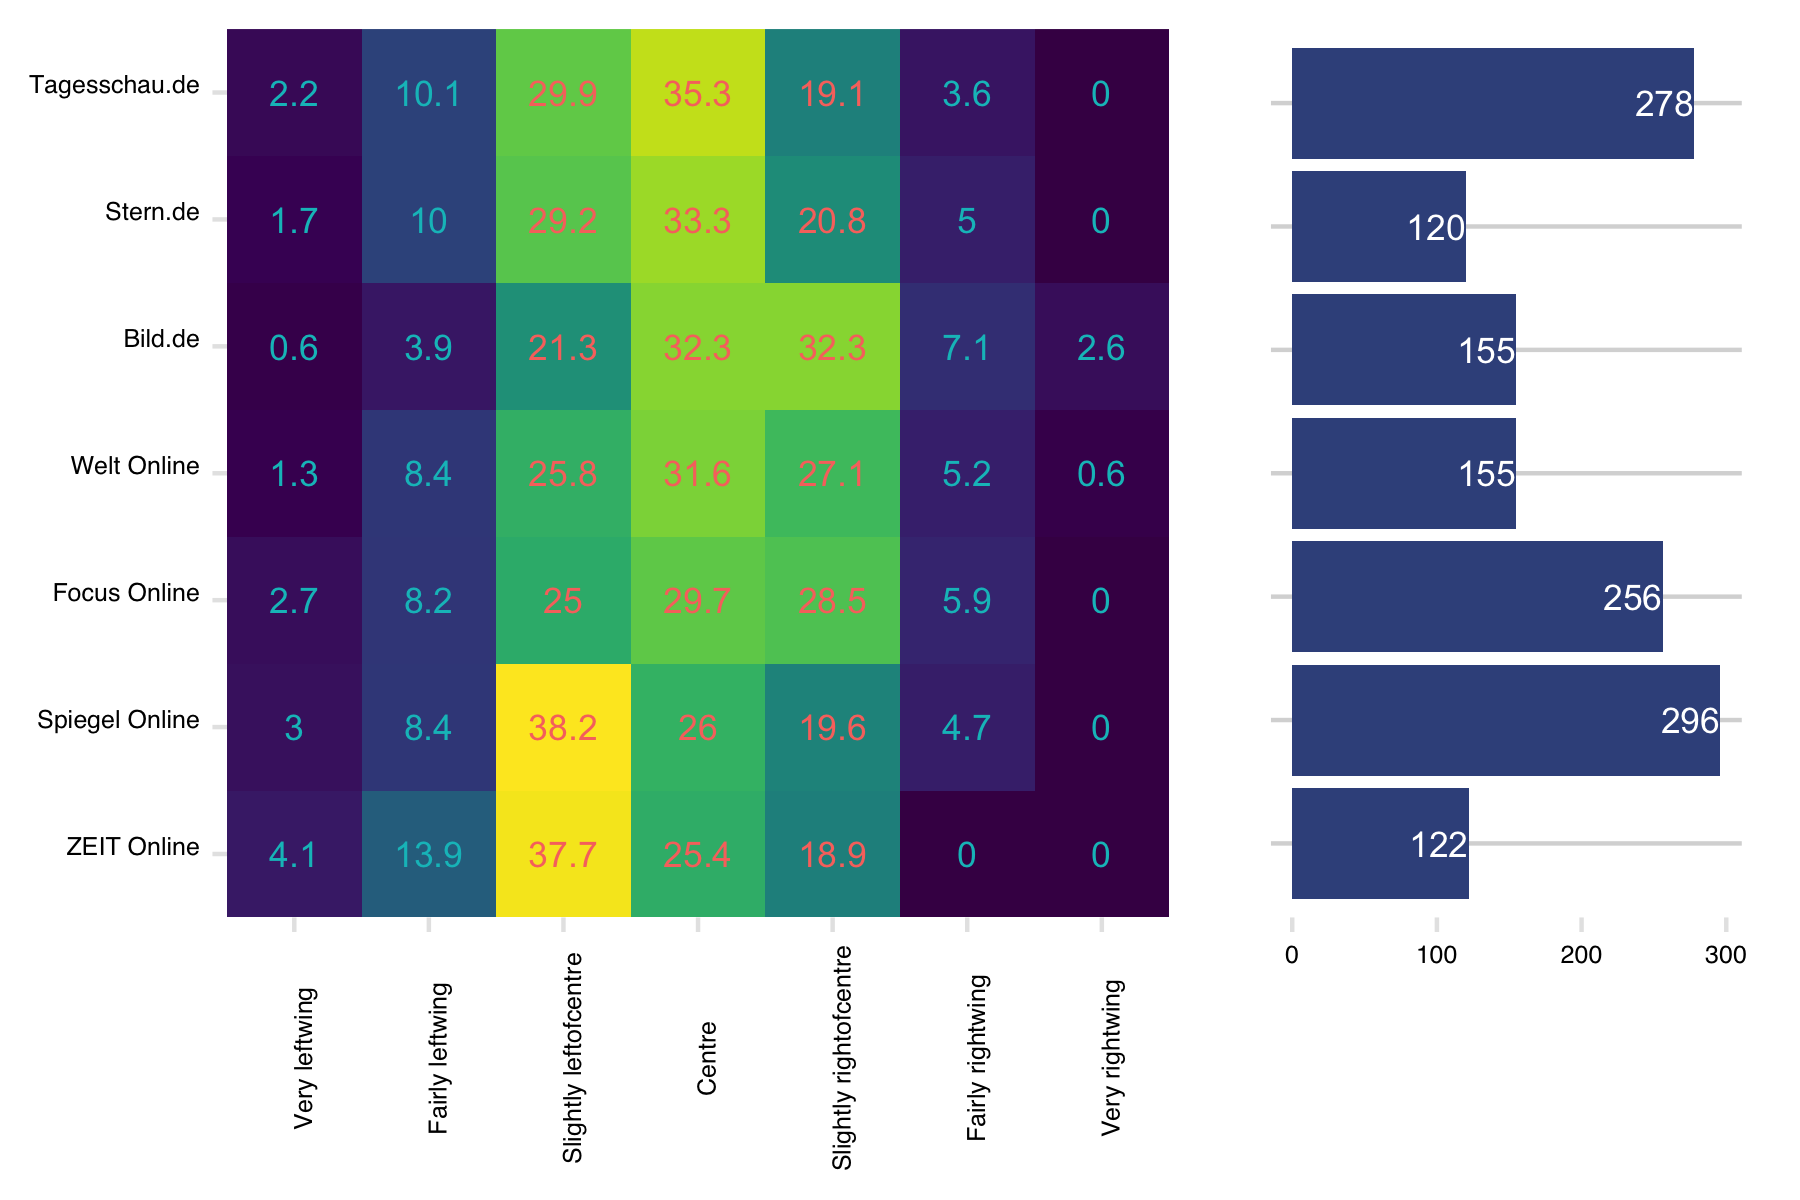 Tagesschau.de 2.2 10.1 29.9 35.3 19.1 3.6 0 278
Stern.de 1.7 10 29.2 33.3 20.8 5 0 120
Bild.de 0.6 3.9 21.3 32.3 32.3 7.1 2.6 155
Welt Online 1.3 8.4 25.8 31.6 27.1 5.2 0.6 155
Focus Online 2.7 8.2 25 29.7 28.5 5.9 0 256
Spiegel Online 3 8.4 38.2 26 19.6 4.7 0 296
ZEIT Online 4.1 13.9 37.7 25.4 18.9 0 0 122
0 100 200 300
Very leftwing
Fairly leftwing
Slightly leftofcentre
Centre
Slightly rightofcentre
Fairly rightwing
Very rightwing